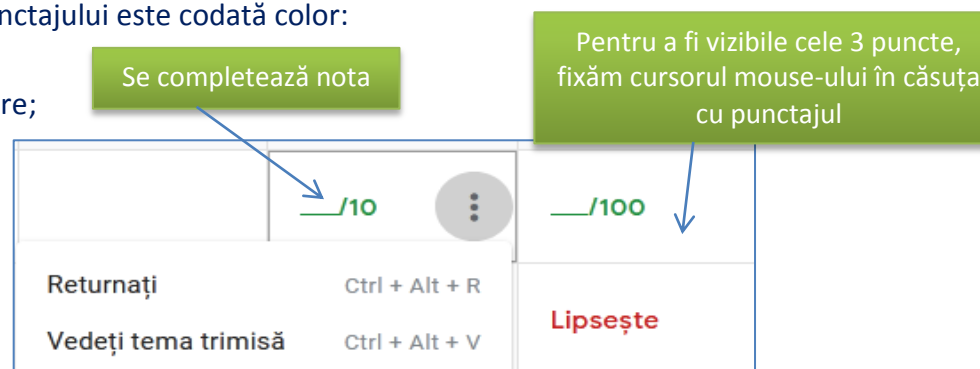 nctajului este codată color:
Pentru a fi vizibile cele 3 puncte,
fixăm cursorul mouse-ului în căsuța
cu punctajul
Se completează nota
re;
___/10
___/100
Returnați Ctrl + Alt + R
Lipsește
Vedeți tema trimisă Ctrl + Alt + V